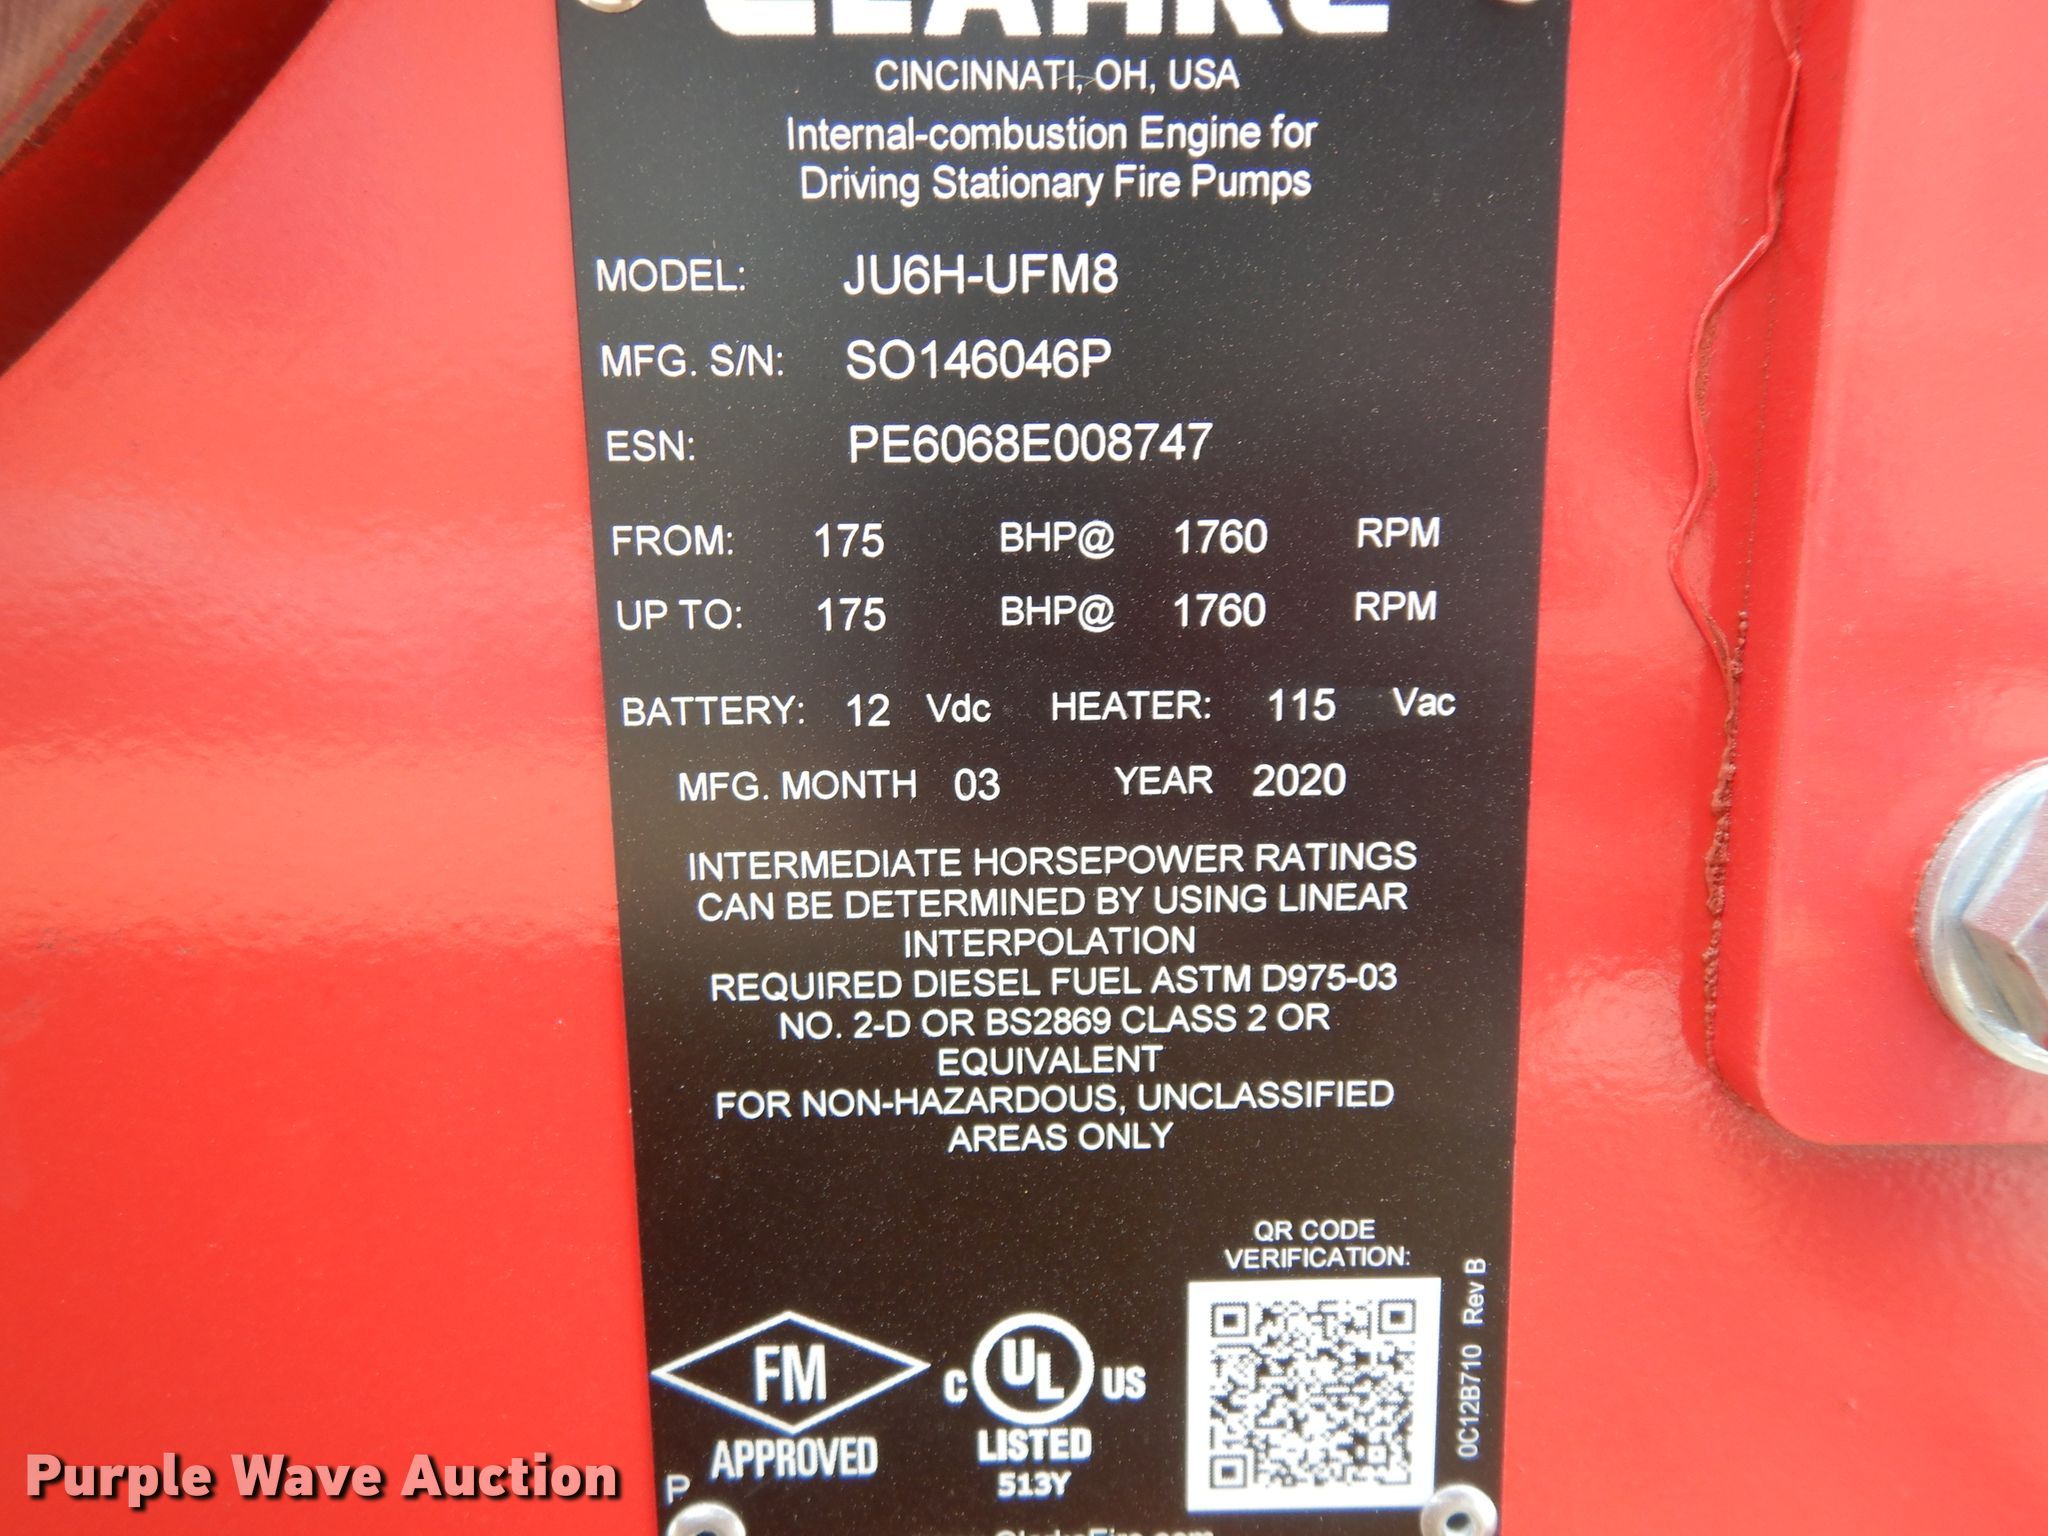 CLARKE
CINCINNATI, OH, USA
Internal-combustion Engine for
Driving Stationary Fire Pumps
MODEL: JU6H-UFM8
MFG. S/N: SO146046P
ESN: PE6068E008747
FROM: 175 BHP@ 1760 RPM
UP TO: 175 BHP@ 1760 RPM
BATTERY: 12 Vdc HEATER: 115 Vac
MFG. MONTH 03 YEAR 2020
INTERMEDIATE HORSEPOWER RATINGS
CAN BE DETERMINED BY USING LINEAR
INTERPOLATION
REQUIRED DIESEL FUEL ASTM D975-03
NO. 2-D OR BS2869 CLASS 2 OR
EQUIVALENT
FOR NON-HAZARDOUS, UNCLASSIFIED
AREAS ONLY
QR CODE
VERIFICATION:
0C12B710 Rev B
FM
APPROVED
C UL US
LISTED
513Y
P
ClarkeFire.com
Purple Wave Auction